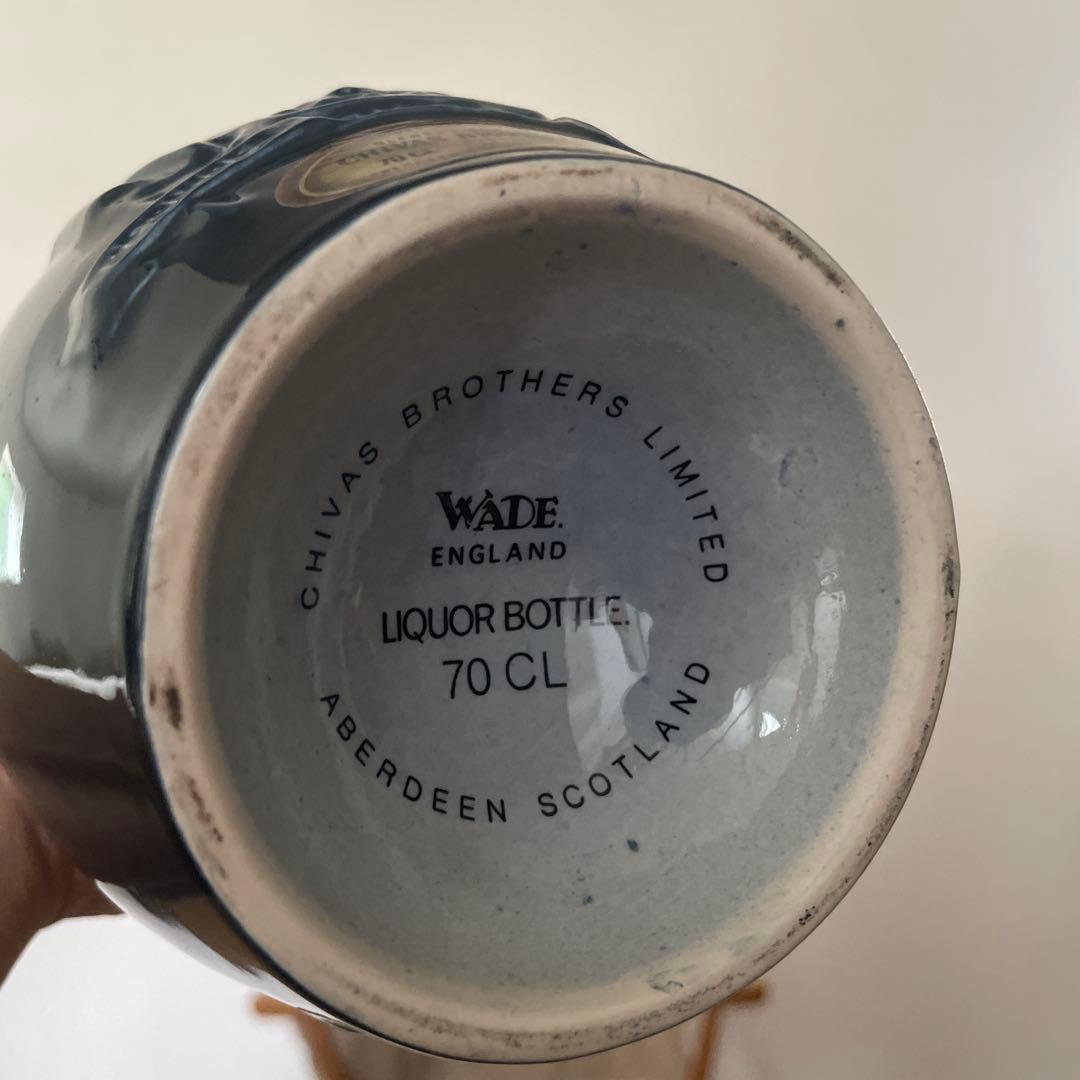 CHIVAS BROTHERS LIMITED
WADE.
ENGLAND
LIQUOR BOTTLE.
70 CL
ABERDEEN SCOTLAND